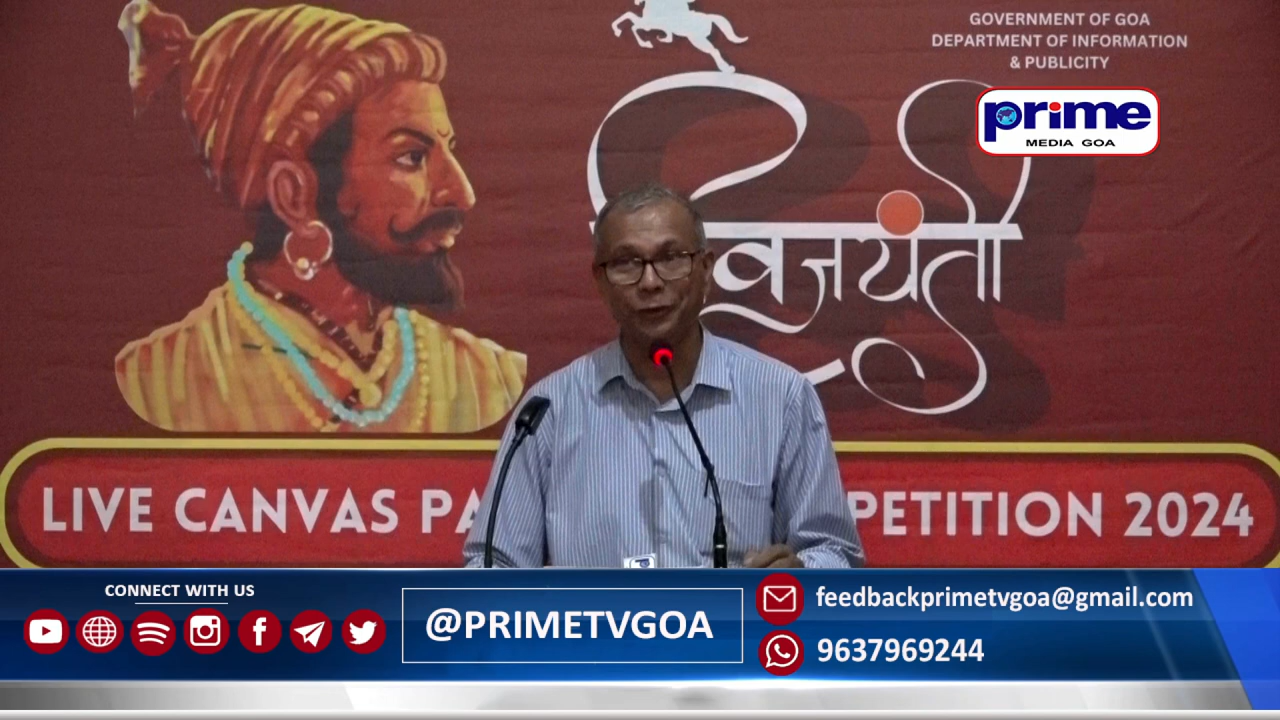 GOVERNMENT OF GOA
DEPARTMENT OF INFORMATION
& PUBLICITY
prime
MEDIA GOA
वजयंती
LIVE CANVAS PA
PETITION 2024
CONNECT WITH US
@PRIMETVGOA
feedbackprimetvgoa@gmail.com
9637969244